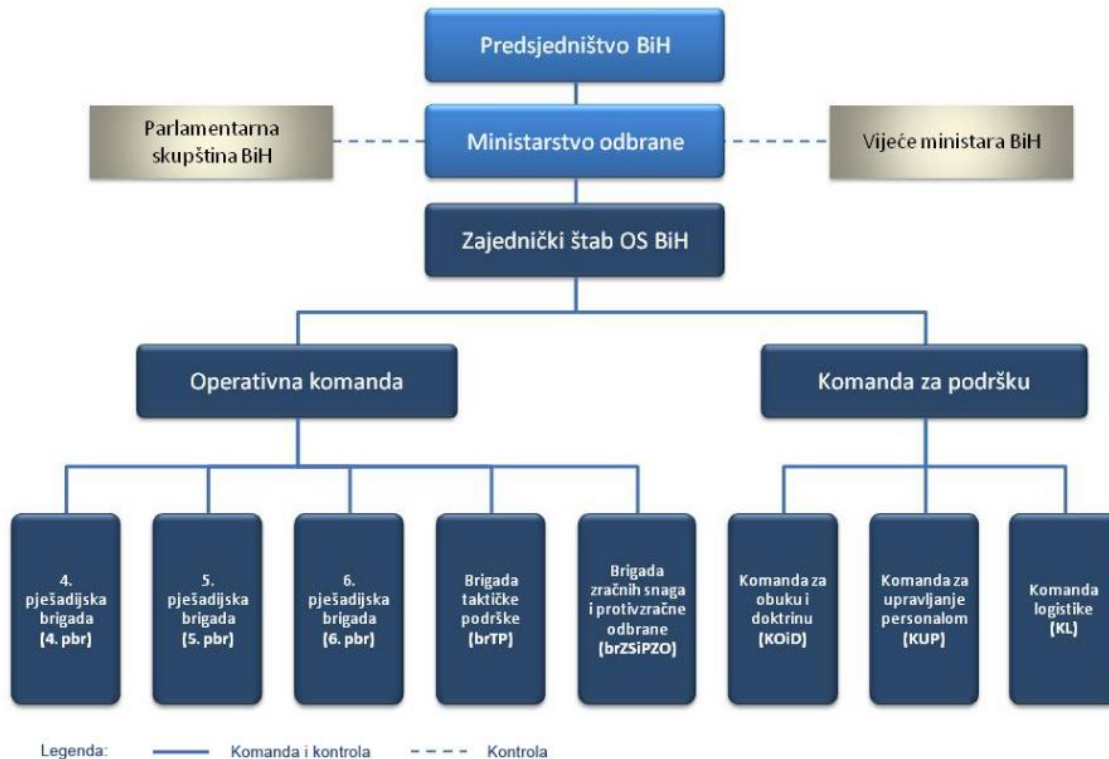 Predsjedništvo BiH
Parlamentarna
skupština BiH
Ministarstvo odbrane
Vijeće ministara BiH
Zajednički štab OS BiH
Operativna komanda
Komanda za podršku
4.
pješadijska
brigada
(4. pbr)
5.
pješadijska
brigada
(5. pbr)
6.
pješadijska
brigada
(6. pbr)
Brigada
taktičke
podrške
(brTP)
Brigada
zračnih snaga
i protivzračne
odbrane
(brZSiPZO)
Komanda za
obuku i
doktrinu
(KOiD)
Komanda za
upravljanje
personalom
(KUP)
Komanda
logistike
(KL)
Legenda:
Komanda i kontrola
Kontrola